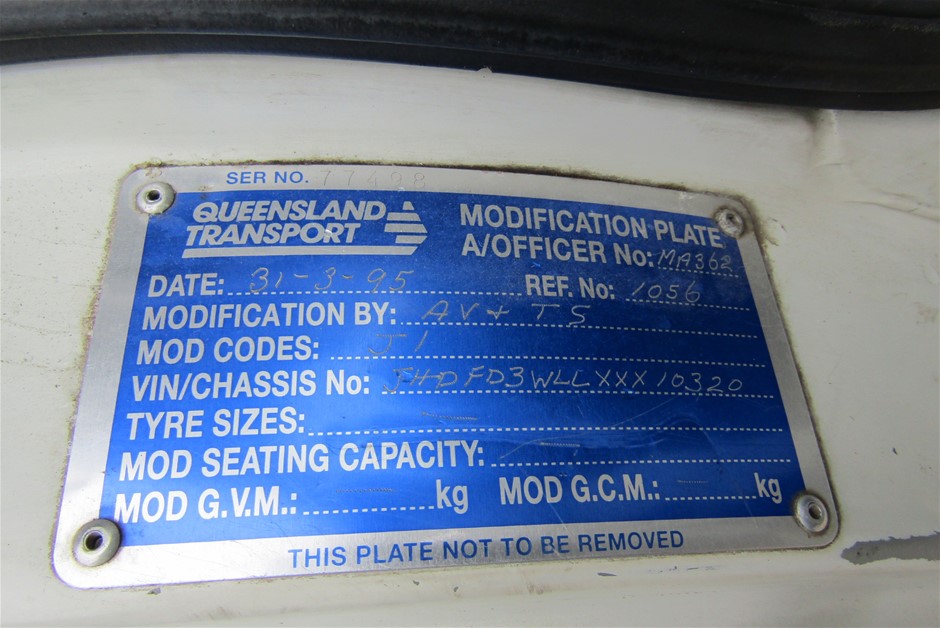 SER NO. 77498
QUEENSLAND TRANSPORT
MODIFICATION PLATE
A/OFFICER No: MA362
DATE: 31-3-95 REF. No: 1056
MODIFICATION BY: AV & TS
MOD CODES: J1
VIN/CHASSIS No: JHDFD3WLLXXX10320
TYRE SIZES: —
MOD SEATING CAPACITY: —
MOD G.V.M.: — kg MOD G.C.M.: — kg
THIS PLATE NOT TO BE REMOVED